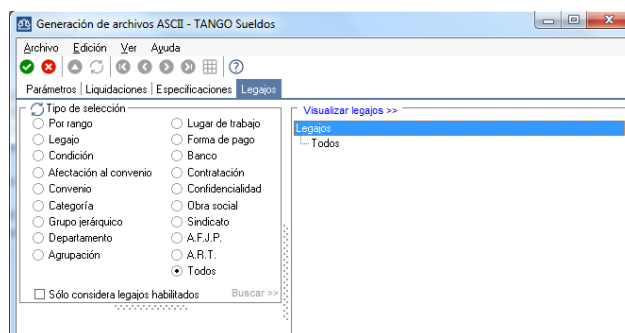 Generación de archivos ASCII - TANGO Sueldos
Archivo Edición Ver Ayuda
Parámetros Liquidaciones Especificaciones Legajos
Tipo de selección
Por rango
Legajo
Condición
Afectación al convenio
Convenio
Categoría
Grupo jerárquico
Departamento
Agrupación
Lugar de trabajo
Forma de pago
Banco
Contratación
Confidencialidad
Obra social
Sindicato
A.F.J.P.
A.R.T.
Todos
Sólo considera legajos habilitados
Buscar >>
Visualizar legajos >>
Legajos
Todos